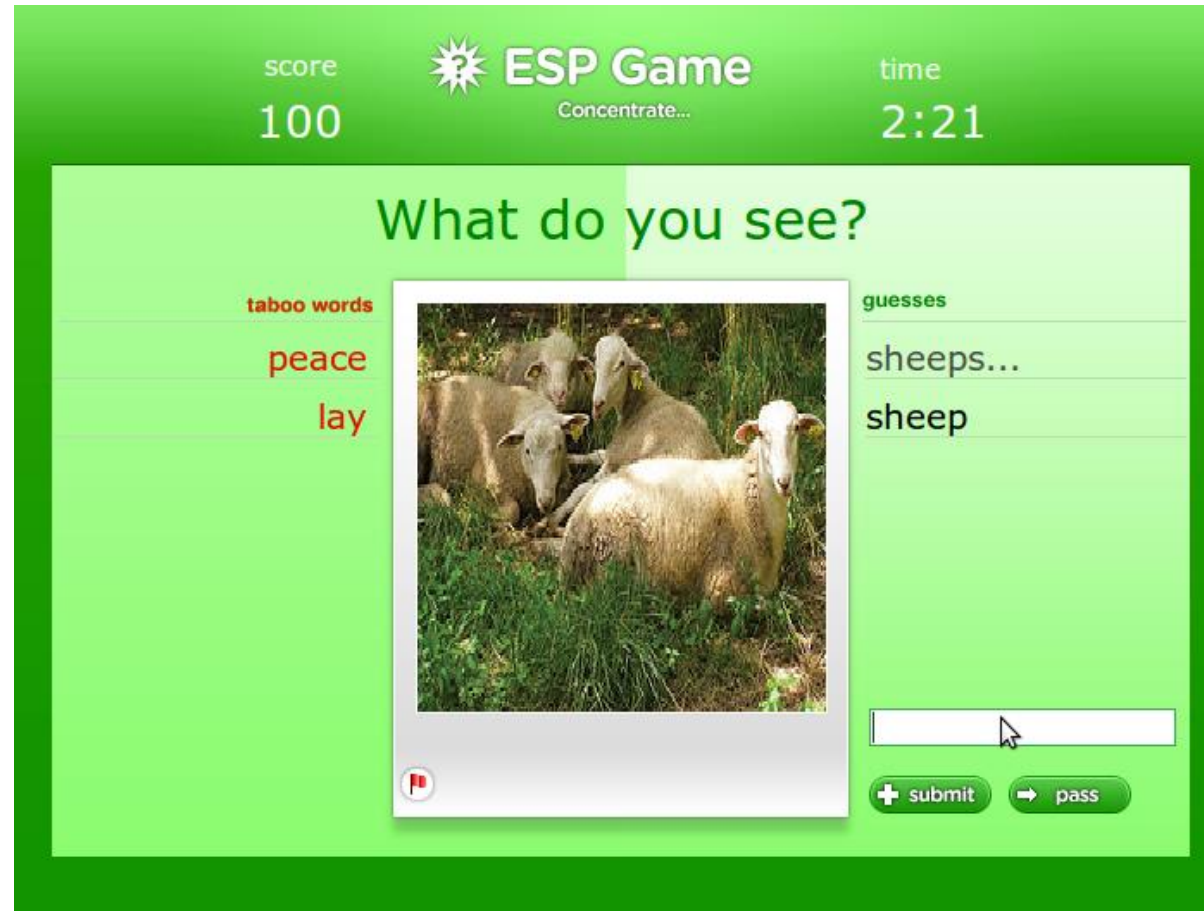 score
ESP Game
time
100
Concentrate...
2:21
What do you see?
taboo words
guesses
peace
sheeps...
lay
sheep
submit
pass